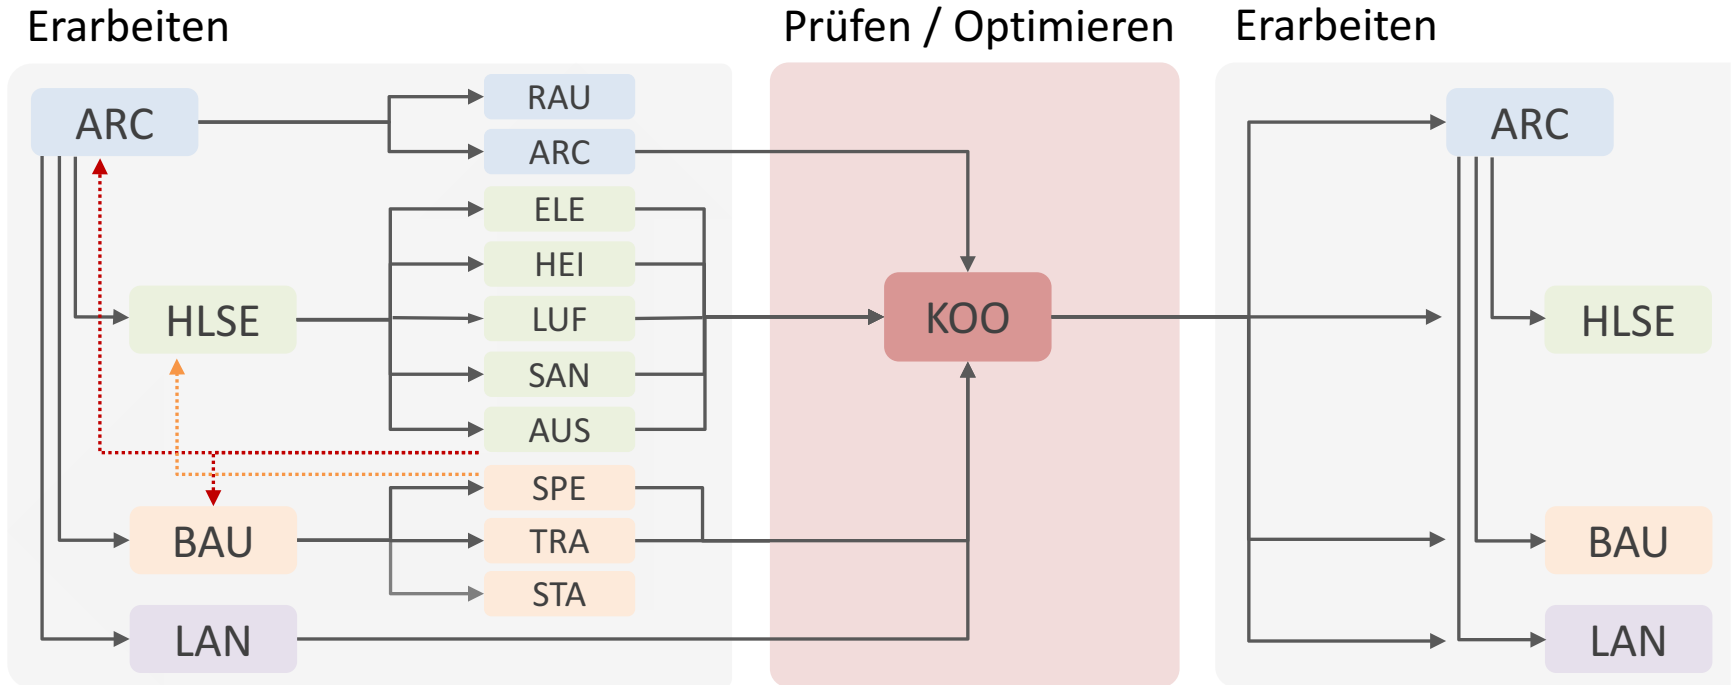 Erarbeiten
Prüfen / Optimieren
Erarbeiten
ARC
RAU
ARC
ELE
HEI
HLSE
LUF
SAN
AUS
SPE
BAU
TRA
STA
LAN
KOO
ARC
HLSE
BAU
LAN